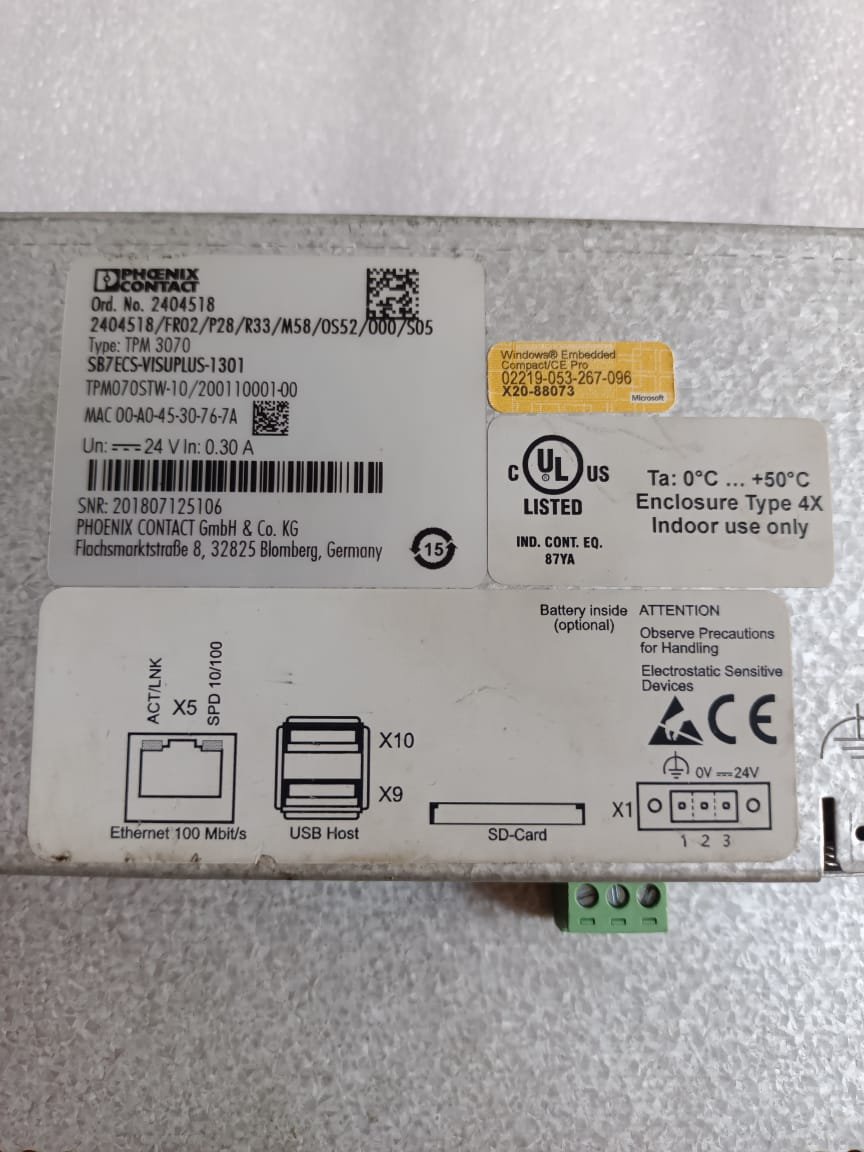 PHŒNIX
CONTACT
Ord. No. 2404518
2404518/FR02/P28/R33/M58/OS52/000/S05
Type: TPM 3070
SB7ECS-VISUPLUS-1301
TPM070STW-10/200110001-00
MAC 00-A0-45-30-76-7A
Un: 24 V In: 0.30 A
SNR: 201807125106
PHOENIX CONTACT GmbH & Co. KG
Flachsmarktstraße 8, 32825 Blomberg, Germany
15
Windows® Embedded
Compact/CE Pro
02219-053-267-096
X20-88073
Microsoft
C UL US
LISTED
IND. CONT. EQ.
87YA
Ta: 0°C ... +50°C
Enclosure Type 4X
Indoor use only
Battery inside
(optional)
ATTENTION
Observe Precautions
for Handling
Electrostatic Sensitive
Devices
CE
ACT/LNK
X5
SPD 10/100
Ethernet 100 Mbit/s
X10
X9
USB Host
SD-Card
0V 24V
X1
1 2 3